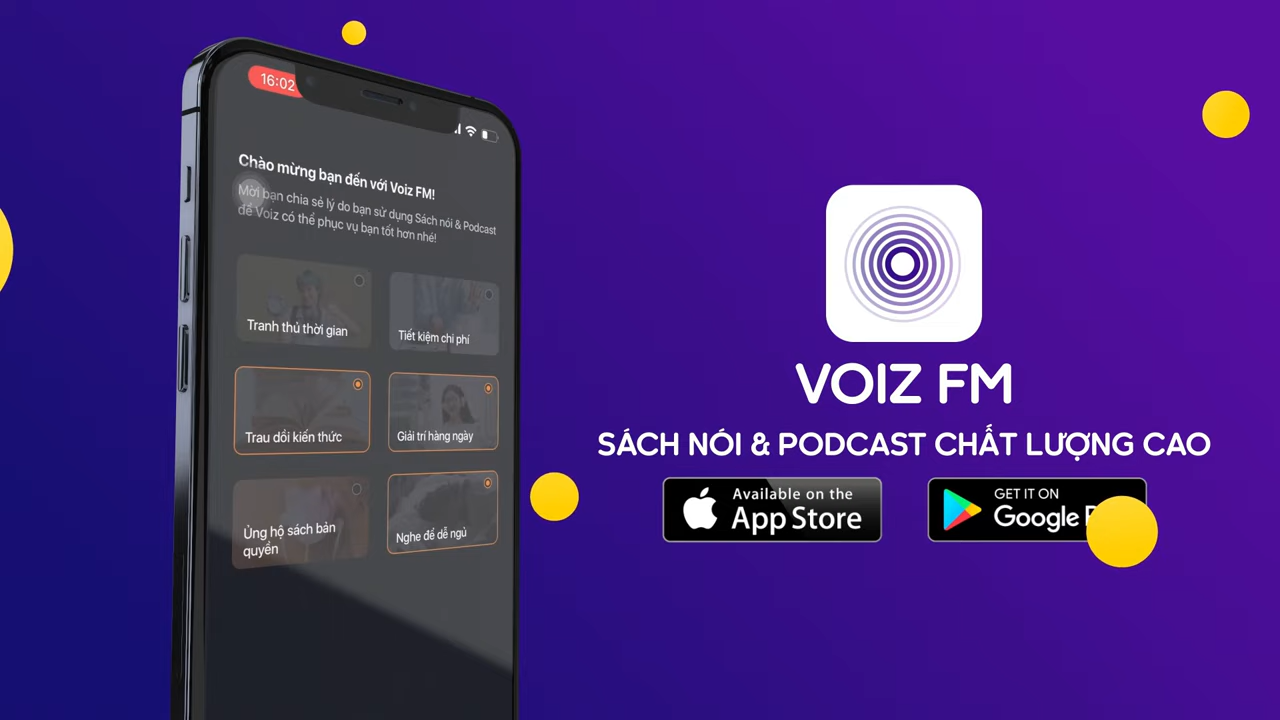 16:02
Chào mừng bạn đến với Voiz FM!
Mời bạn chia sẻ lý do bạn sử dụng Sách nói & Podcast
để Voiz có thể phục vụ bạn tốt hơn nhé!
Tranh thủ thời gian
Tiết kiệm chi phí
Trau dồi kiến thức
Giải trí hàng ngày
Ủng hộ sách bản
quyền
Nghe để dễ ngủ
VOIZ FM
SÁCH NÓI & PODCAST CHẤT LƯỢNG CAO
Available on the
App Store
GET IT ON
Google